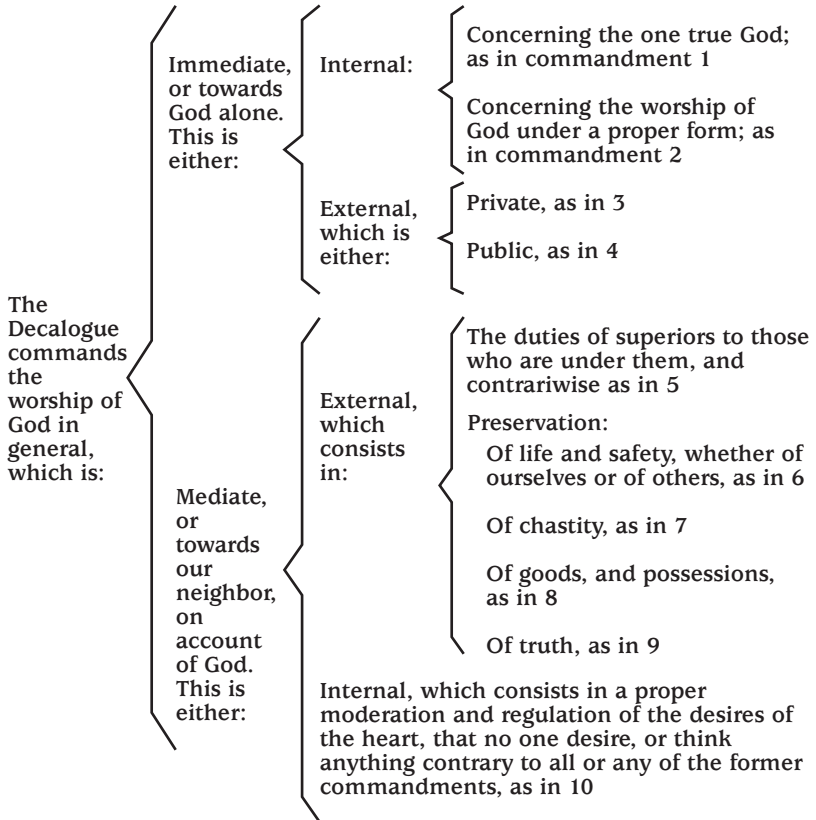 The
Decalogue
commands
the
worship of
God in
general,
which is:
Immediate,
or towards
God alone.
This is
either:
Internal:
Concerning the one true God;
as in commandment 1
Concerning the worship of
God under a proper form; as
in commandment 2
External,
which is
either:
Private, as in 3
Public, as in 4
Mediate,
or
towards
our
neighbor,
on
account
of God.
This is
either:
External,
which
consists
in:
The duties of superiors to those
who are under them, and
contrariwise as in 5
Preservation:
Of life and safety, whether of
ourselves or of others, as in 6
Of chastity, as in 7
Of goods, and possessions,
as in 8
Of truth, as in 9
Internal, which consists in a proper
moderation and regulation of the desires of
the heart, that no one desire, or think
anything contrary to all or any of the former
commandments, as in 10